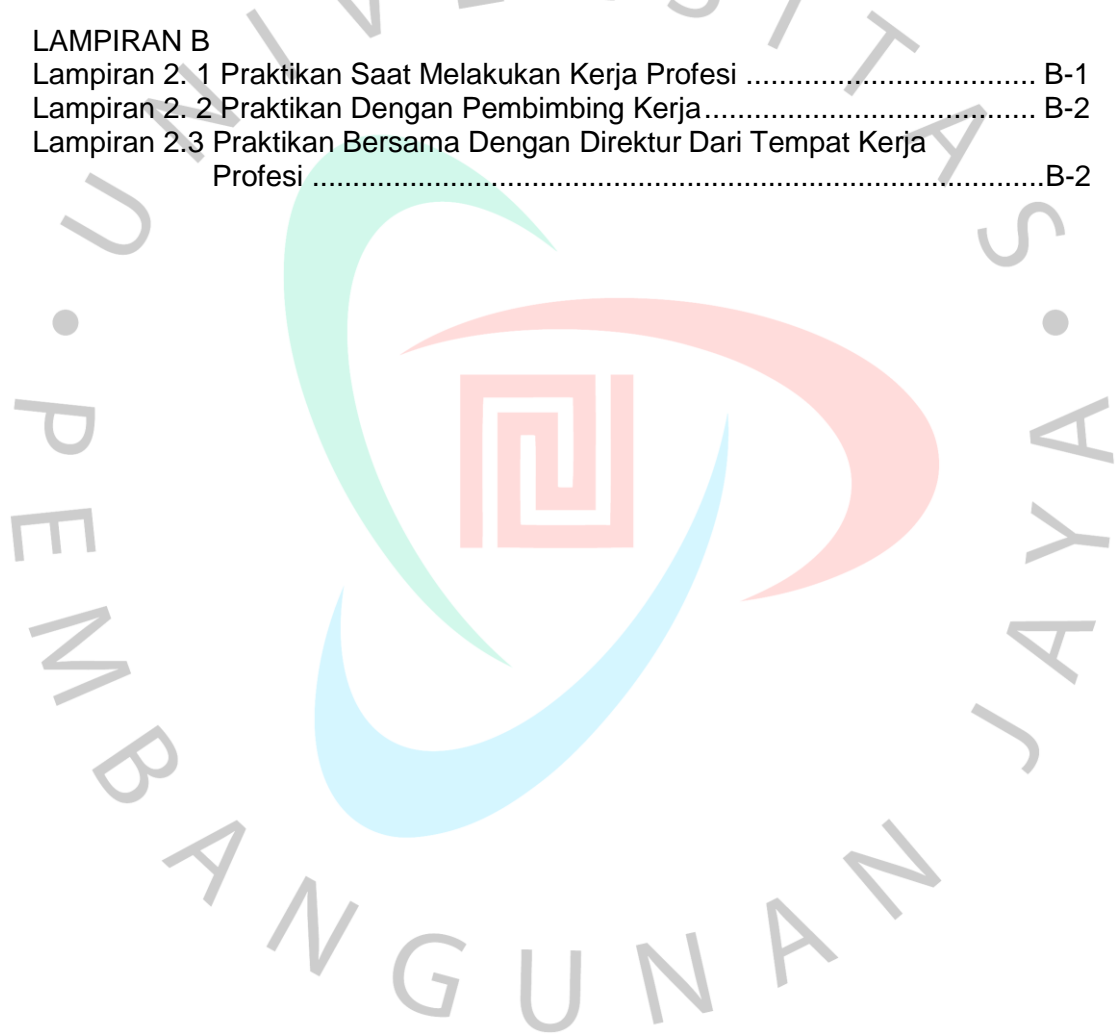 LAMPIRAN B
Lampiran 2. 1 Praktikan Saat Melakukan Kerja Profesi ................................... B-1
Lampiran 2. 2 Praktikan Dengan Pembimbing Kerja........................................ B-2
Lampiran 2.3 Praktikan Bersama Dengan Direktur Dari Tempat Kerja
Profesi .........................................................................................B-2
UNIVERSITAS • PEMBANGUNAN JAYA •